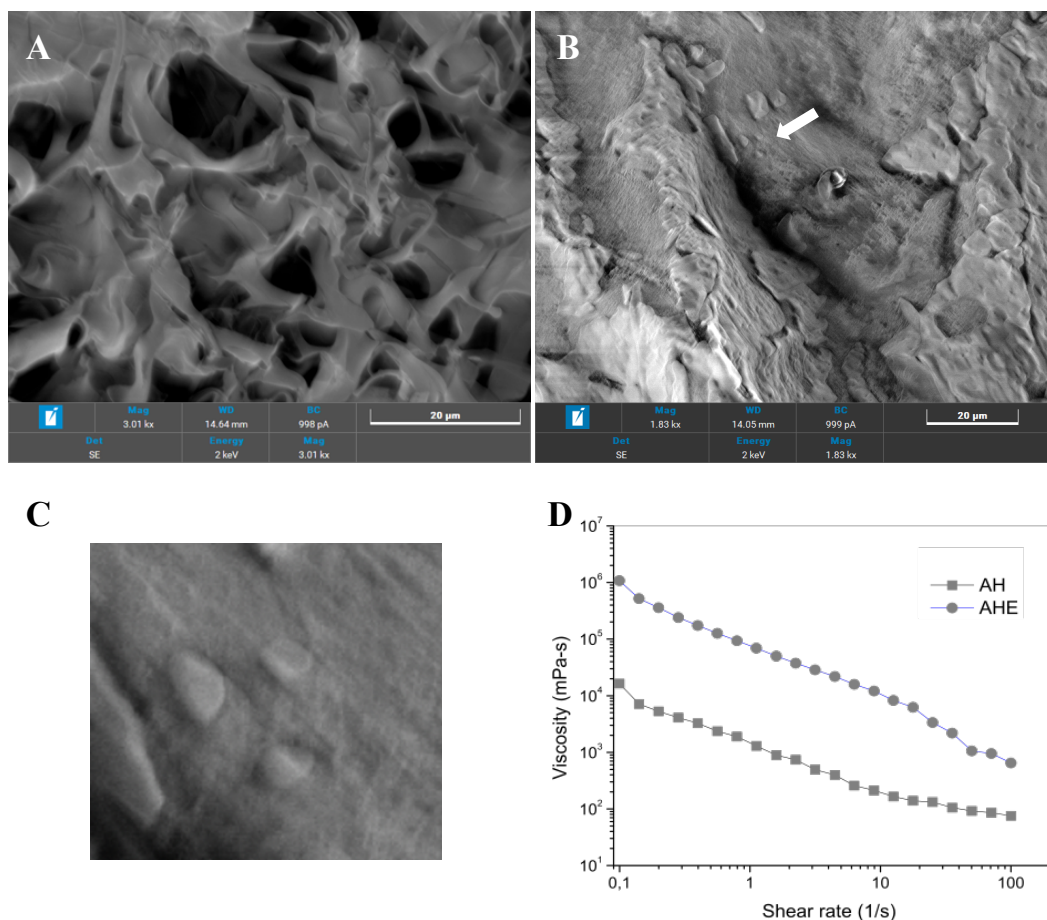 A
Mag WD BC
3.01 kx 14.64 mm 998 pA 20 µm
Det Energy Mag
SE 2 keV 3.01 kx
B
Mag WD BC
1.83 kx 14.05 mm 999 pA 20 µm
Det Energy Mag
SE 2 keV 1.83 kx
C
D
10⁷
10⁶
10⁵
10⁴
10³
10²
10¹
Viscosity (mPa-s)
AH
AHE
0,1 1 10 100
Shear rate (1/s)